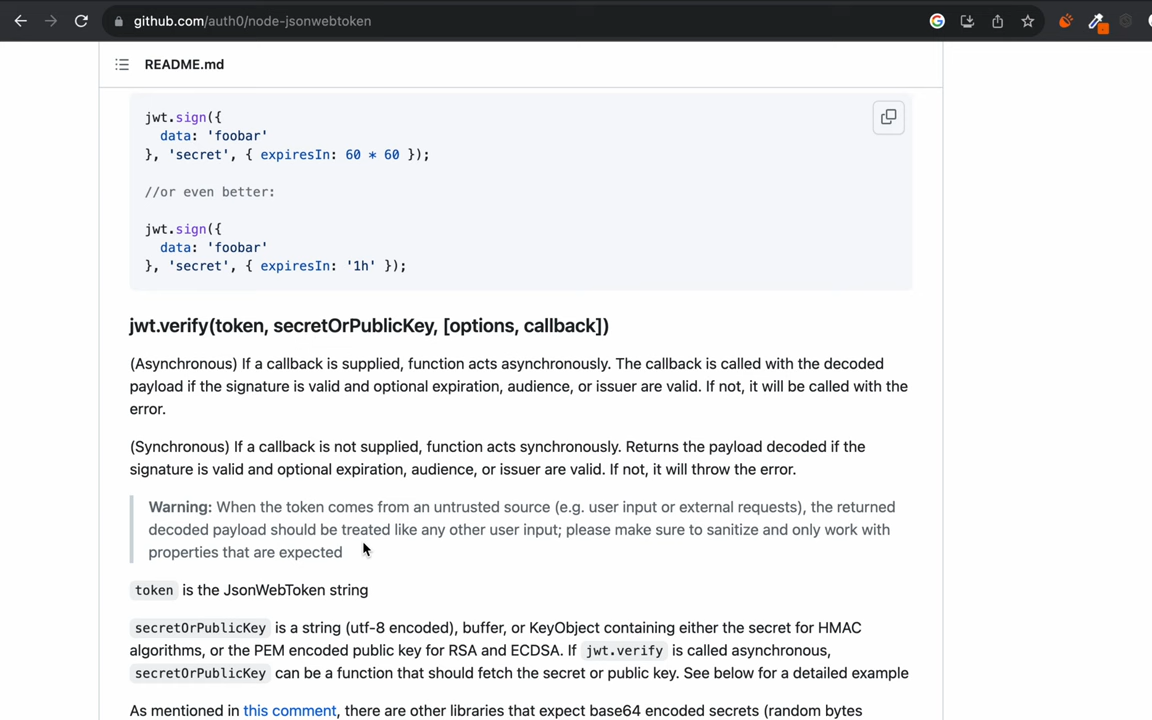 github.com/auth0/node-jsonwebtoken
README.md
jwt.sign({
  data: 'foobar'
}, 'secret', { expiresIn: 60 * 60 });
//or even better:
jwt.sign({
  data: 'foobar'
}, 'secret', { expiresIn: '1h' });
jwt.verify(token, secretOrPublicKey, [options, callback])
(Asynchronous) If a callback is supplied, function acts asynchronously. The callback is called with the decoded
payload if the signature is valid and optional expiration, audience, or issuer are valid. If not, it will be called with the
error.
(Synchronous) If a callback is not supplied, function acts synchronously. Returns the payload decoded if the
signature is valid and optional expiration, audience, or issuer are valid. If not, it will throw the error.
Warning: When the token comes from an untrusted source (e.g. user input or external requests), the returned
decoded payload should be treated like any other user input; please make sure to sanitize and only work with
properties that are expected
token is the JsonWebToken string
secretOrPublicKey is a string (utf-8 encoded), buffer, or KeyObject containing either the secret for HMAC
algorithms, or the PEM encoded public key for RSA and ECDSA. If jwt.verify is called asynchronous,
secretOrPublicKey can be a function that should fetch the secret or public key. See below for a detailed example
As mentioned in this comment, there are other libraries that expect base64 encoded secrets (random bytes